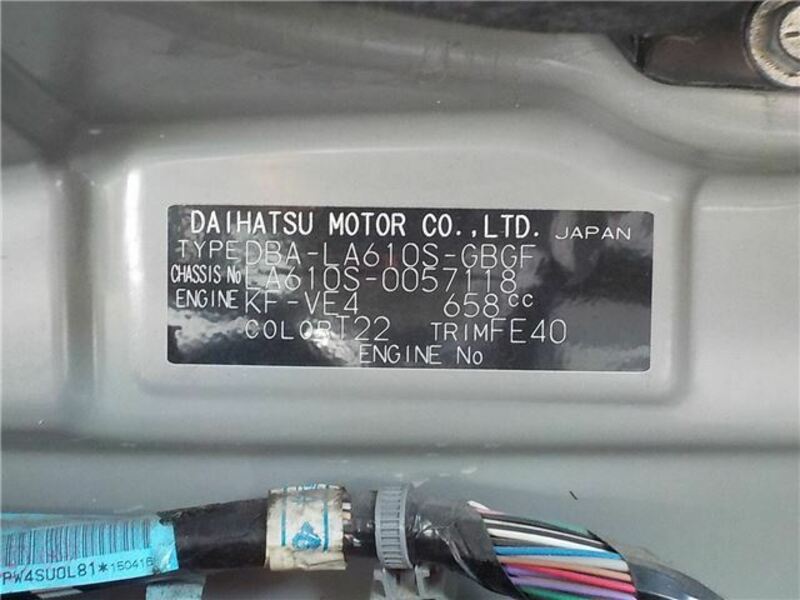 DAIHATSU MOTOR CO.,LTD. JAPAN
TYPE DBA-LA610S-GBGF
CHASSIS No LA610S-0057118
ENGINE KF-VE4 658cc
COLOR T22 TRIM FE40
ENGINE No
PW4SU0L81*150416